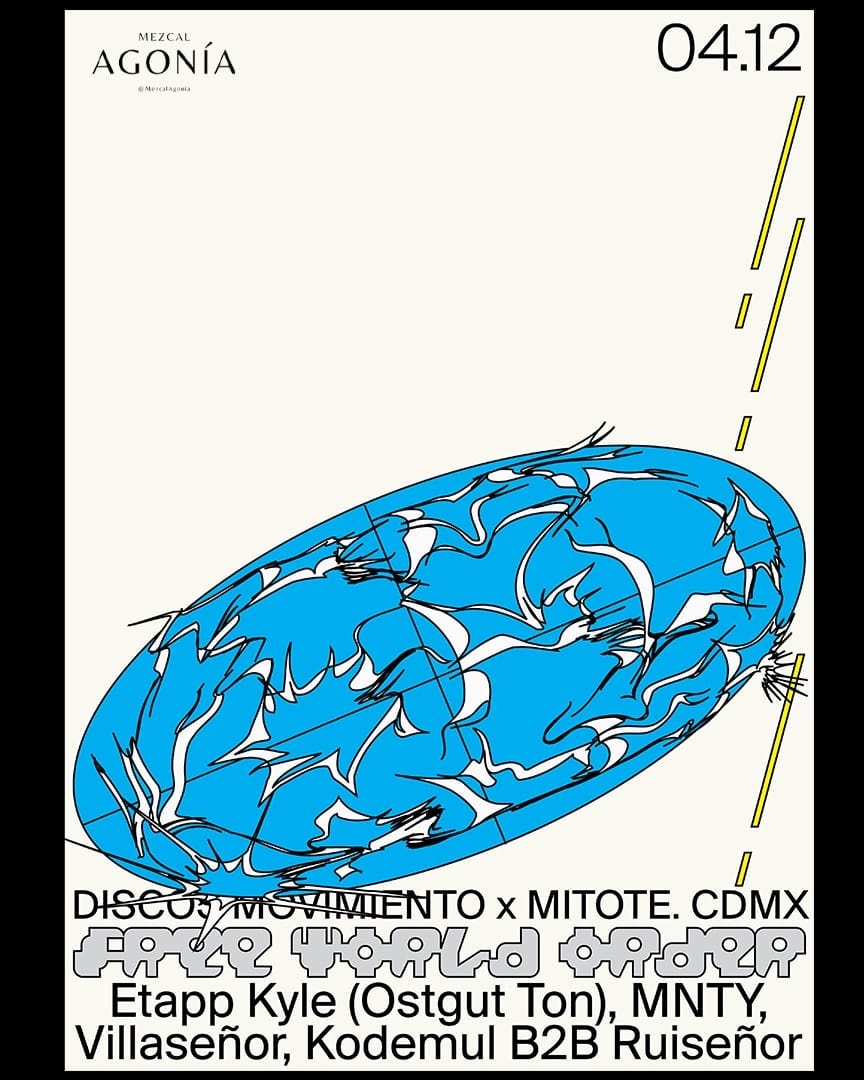 MEZCAL
AGONÍA
@MezcalAgonia
04.12
DISCOS MOVIMIENTO x MITOTE. CDMX
FREE WORLD ORDER
Etapp Kyle (Ostgut Ton), MNTY,
Villaseñor, Kodemul B2B Ruiseñor